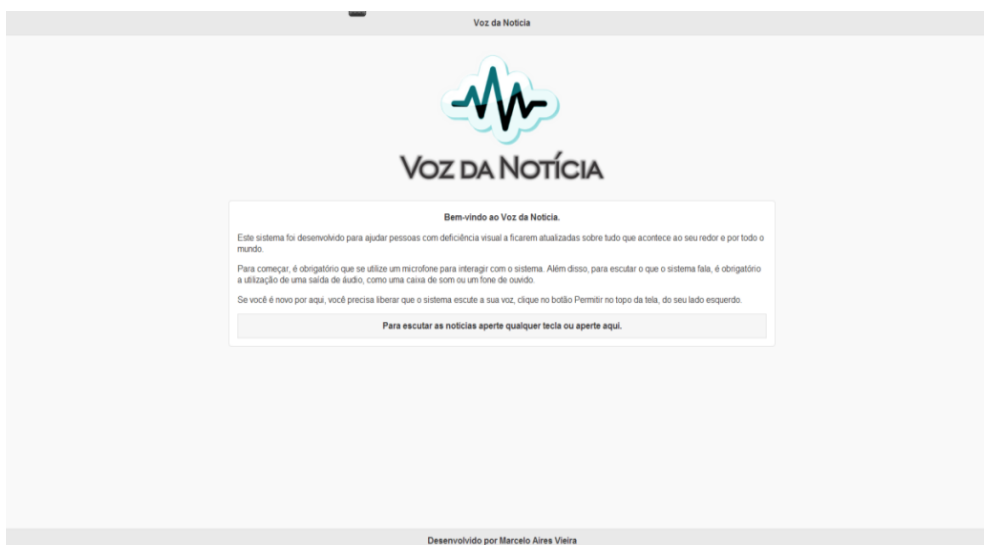 Voz da Noticia
VOZ DA NOTÍCIA
Bem-vindo ao Voz da Noticia.
Este sistema foi desenvolvido para ajudar pessoas com deficiência visual a ficarem atualizadas sobre tudo que acontece ao seu redor e por todo o
mundo.
Para começar, é obrigatório que se utilize um microfone para interagir com o sistema. Além disso, para escutar o que o sistema fala, é obrigatório
a utilização de uma saída de áudio, como uma caixa de som ou um fone de ouvido.
Se você é novo por aqui, você precisa liberar que o sistema escute a sua voz, clique no botão Permitir no topo da tela, do seu lado esquerdo.
Para escutar as noticias aperte qualquer tecla ou aperte aqui.
Desenvolvido por Marcelo Aires Vieira